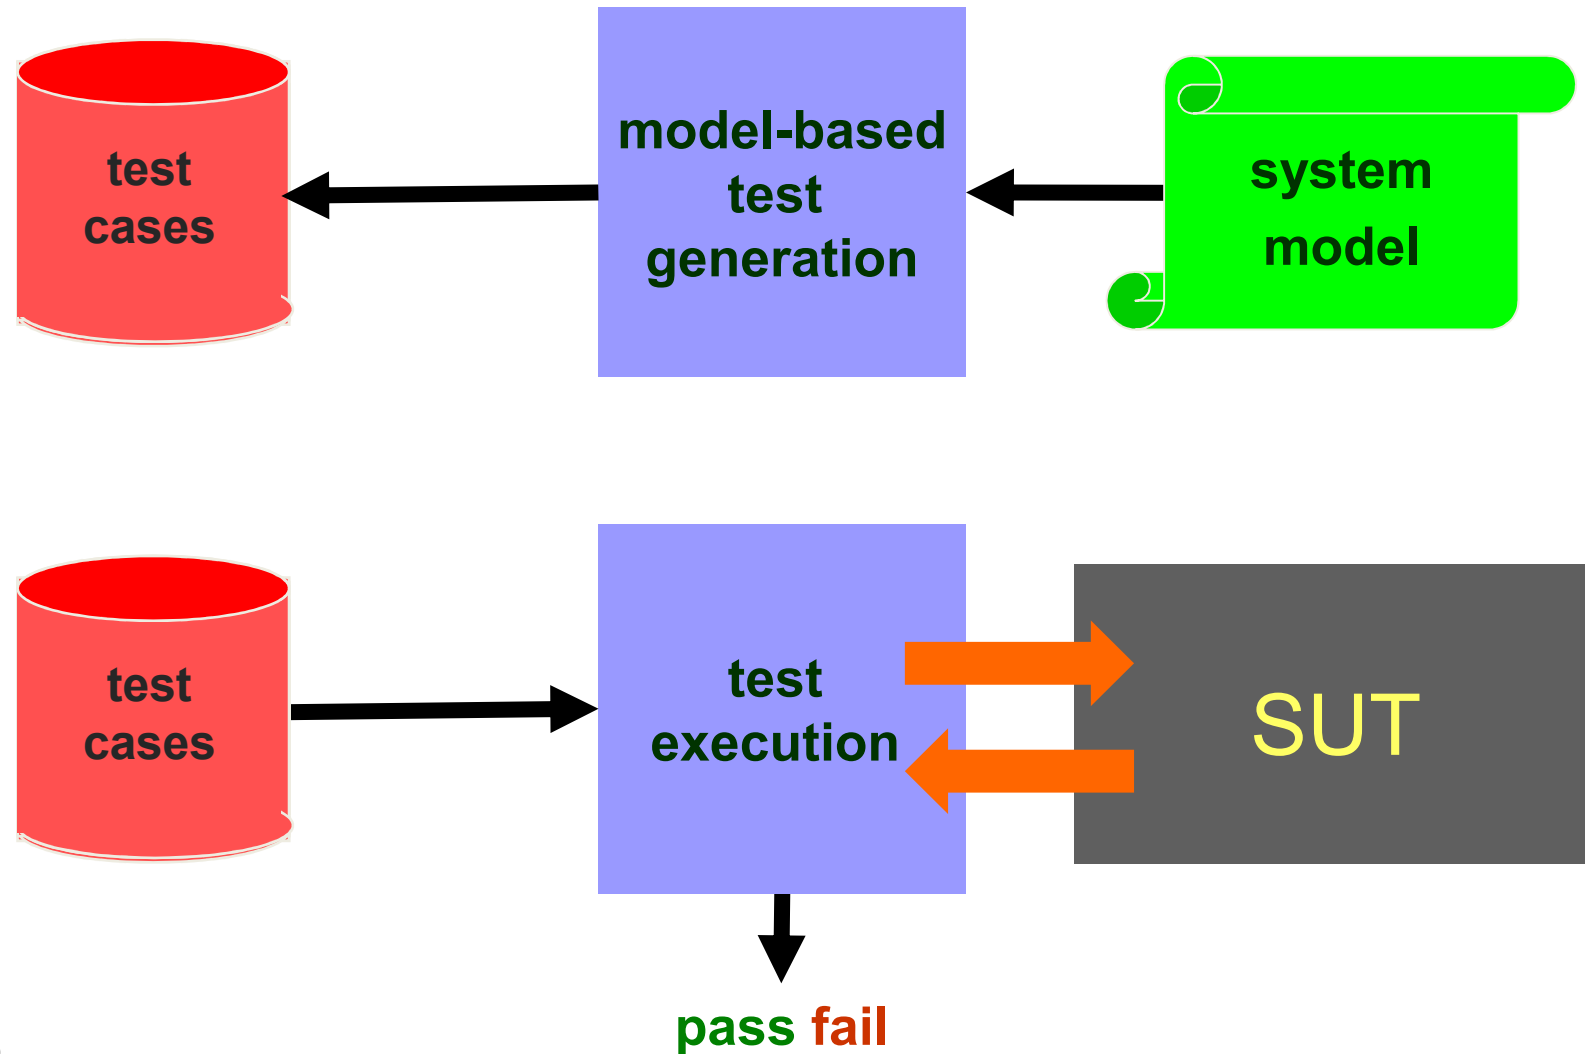 test
cases
model-based
test
generation
system
model
test
cases
test
execution
SUT
pass fail